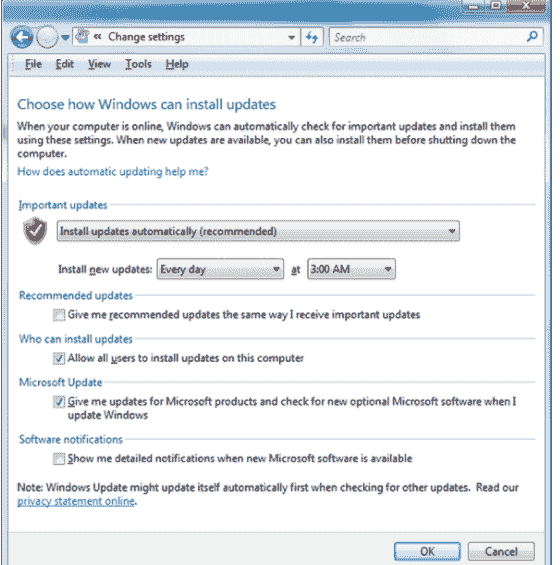 « Change settings
Search
File Edit View Tools Help
Choose how Windows can install updates
When your computer is online, Windows can automatically check for important updates and install them
using these settings. When new updates are available, you can also install them before shutting down the
computer.
How does automatic updating help me?
Important updates
Install updates automatically (recommended)
Install new updates: Every day at 3:00 AM
Recommended updates
Give me recommended updates the same way I receive important updates
Who can install updates
Allow all users to install updates on this computer
Microsoft Update
Give me updates for Microsoft products and check for new optional Microsoft software when I
update Windows
Software notifications
Show me detailed notifications when new Microsoft software is available
Note: Windows Update might update itself automatically first when checking for other updates. Read our
privacy statement online.
OK Cancel